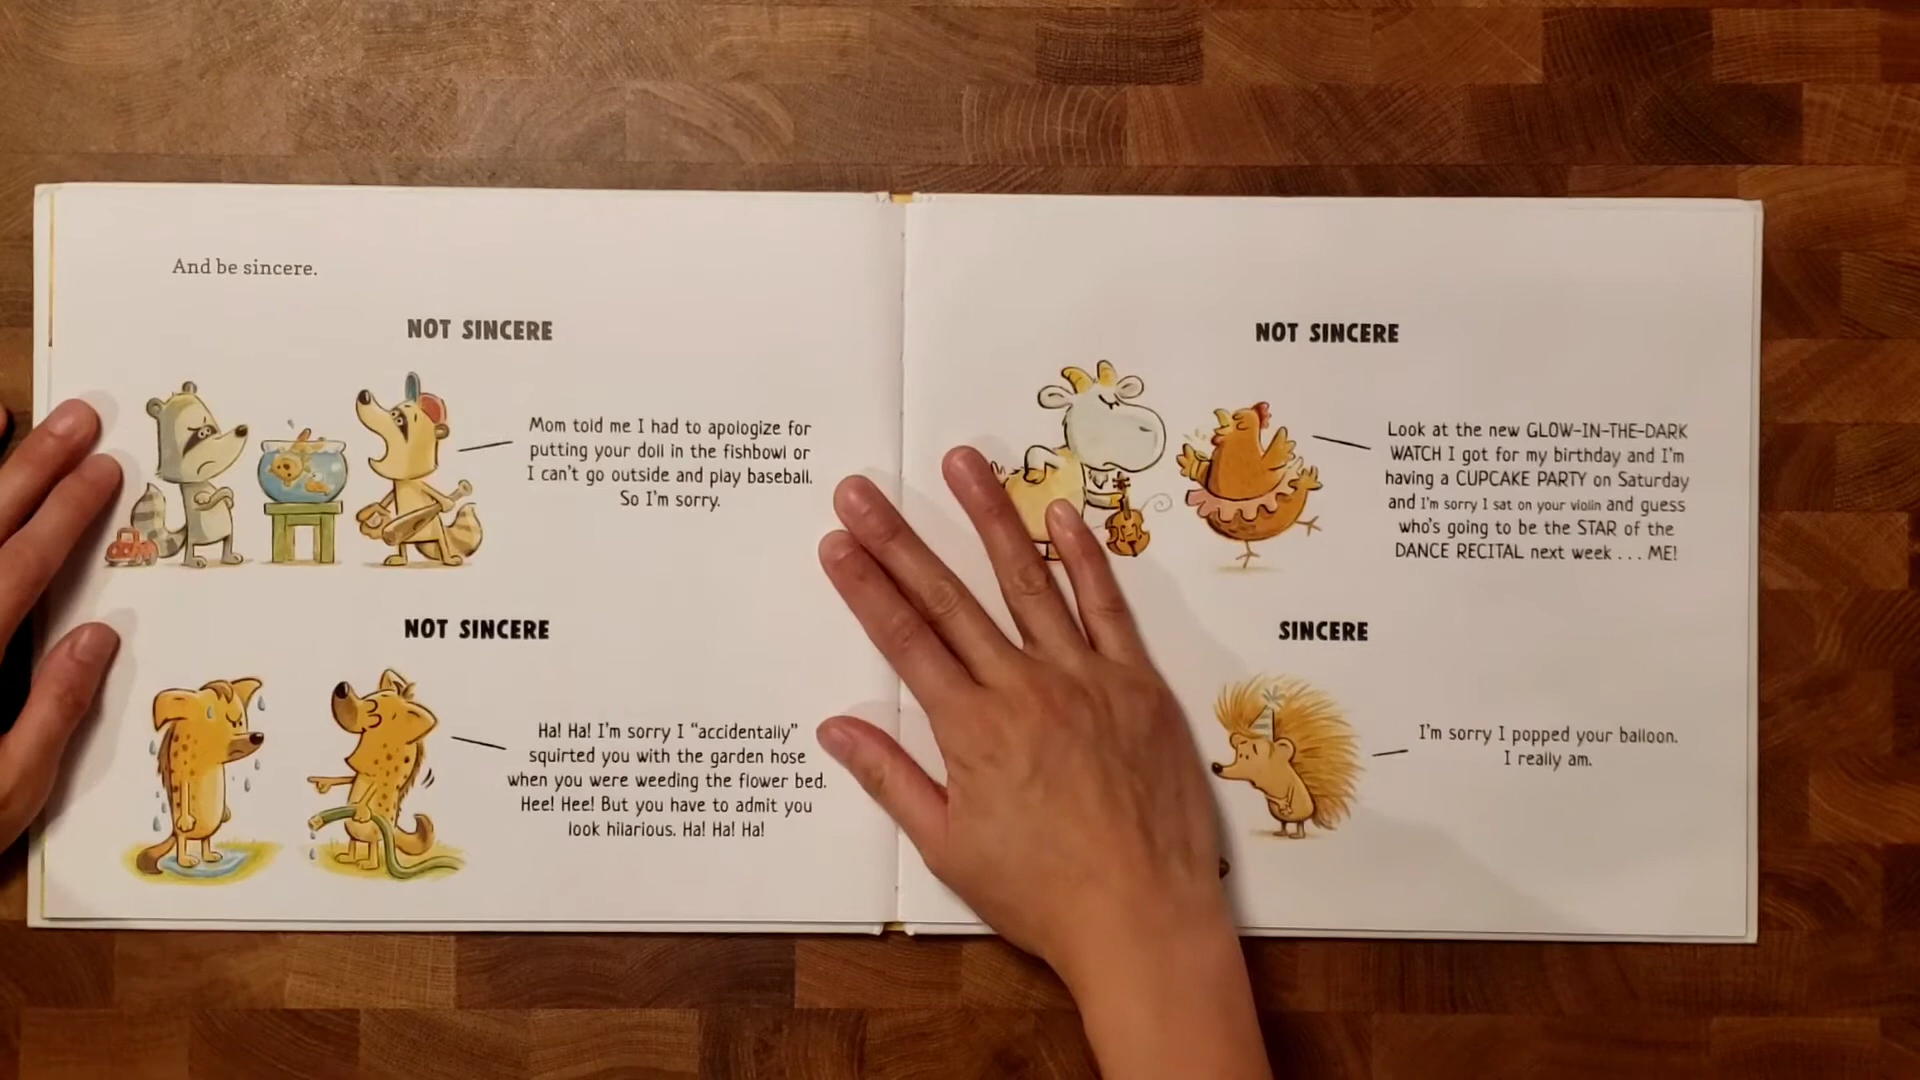 And be sincere.
NOT SINCERE
Mom told me I had to apologize for
putting your doll in the fishbowl or
I can't go outside and play baseball.
So I'm sorry.
NOT SINCERE
Ha! Ha! I'm sorry I “accidentally”
squirted you with the garden hose
when you were weeding the flower bed.
Hee! Hee! But you have to admit you
look hilarious. Ha! Ha! Ha!
NOT SINCERE
Look at the new GLOW-IN-THE-DARK
WATCH I got for my birthday and I'm
having a CUPCAKE PARTY on Saturday
and I'm sorry I sat on your violin and guess
who's going to be the STAR of the
DANCE RECITAL next week . . . ME!
SINCERE
I'm sorry I popped your balloon.
I really am.